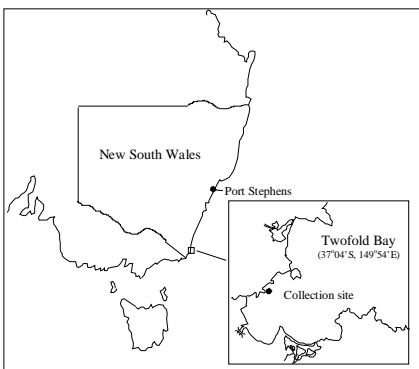 New South Wales
Port Stephens
Twofold Bay
(37°04'S, 149°54'E)
Collection site